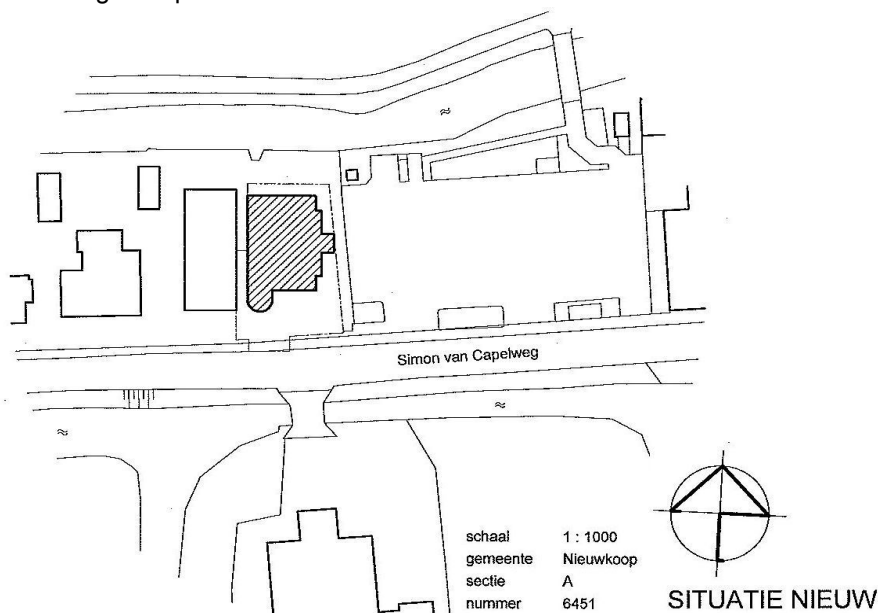 Simon van Capelweg
schaal 1 : 1000
gemeente Nieuwkoop
sectie A
nummer 6451
SITUATIE NIEUW